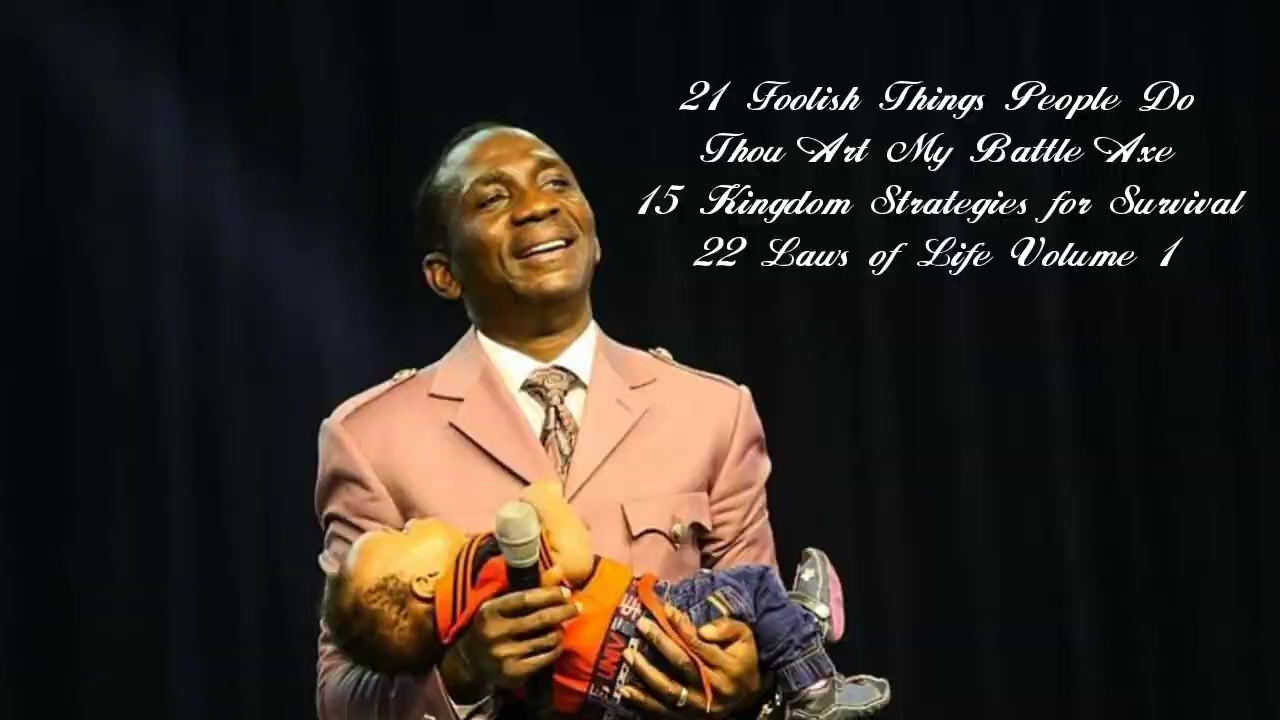 21 Foolish Things People Do
Thou Art My Battle Axe
15 Kingdom Strategies for Survival
22 Laws of Life Volume 1